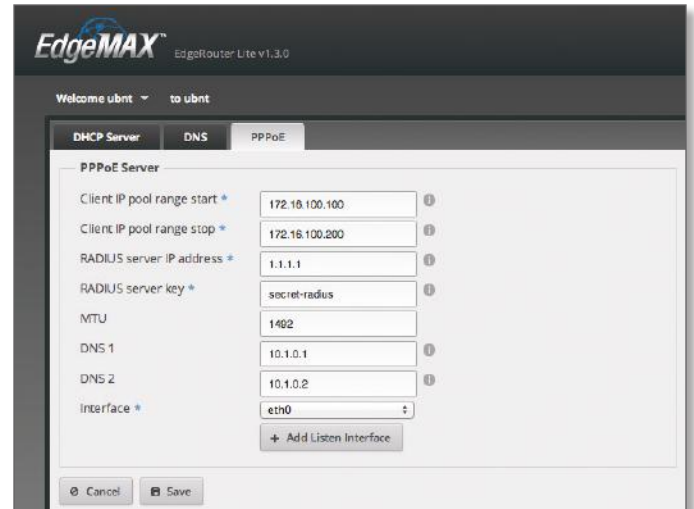 EdgeMAX™ EdgeRouter Lite v1.3.0
Welcome ubnt to ubnt
DHCP Server DNS PPPoE
PPPoE Server
Client IP pool range start * 172.16.100.100
Client IP pool range stop * 172.16.100.200
RADIUS server IP address * 1.1.1.1
RADIUS server key * secret-radius
MTU 1492
DNS 1 10.1.0.1
DNS 2 10.1.0.2
Interface * eth0
+ Add Listen Interface
Cancel Save